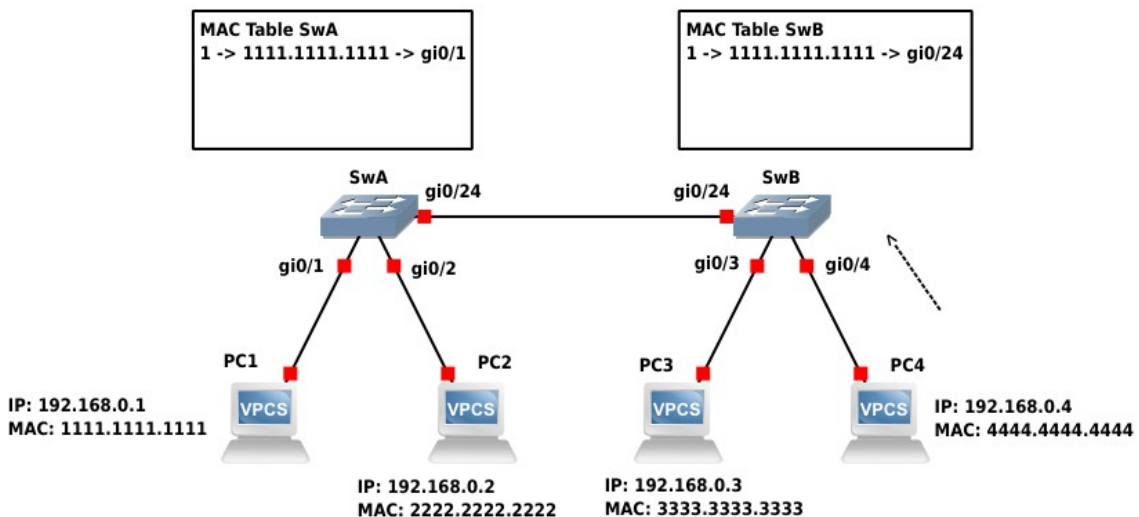 MAC Table SwA
1 -> 1111.1111.1111 -> gi0/1
MAC Table SwB
1 -> 1111.1111.1111 -> gi0/24
SwA
gi0/24
gi0/24
SwB
gi0/1
gi0/2
gi0/3
gi0/4
PC1
PC2
PC3
PC4
VPCS
VPCS
VPCS
VPCS
IP: 192.168.0.1
MAC: 1111.1111.1111
IP: 192.168.0.4
MAC: 4444.4444.4444
IP: 192.168.0.2
MAC: 2222.2222.2222
IP: 192.168.0.3
MAC: 3333.3333.3333